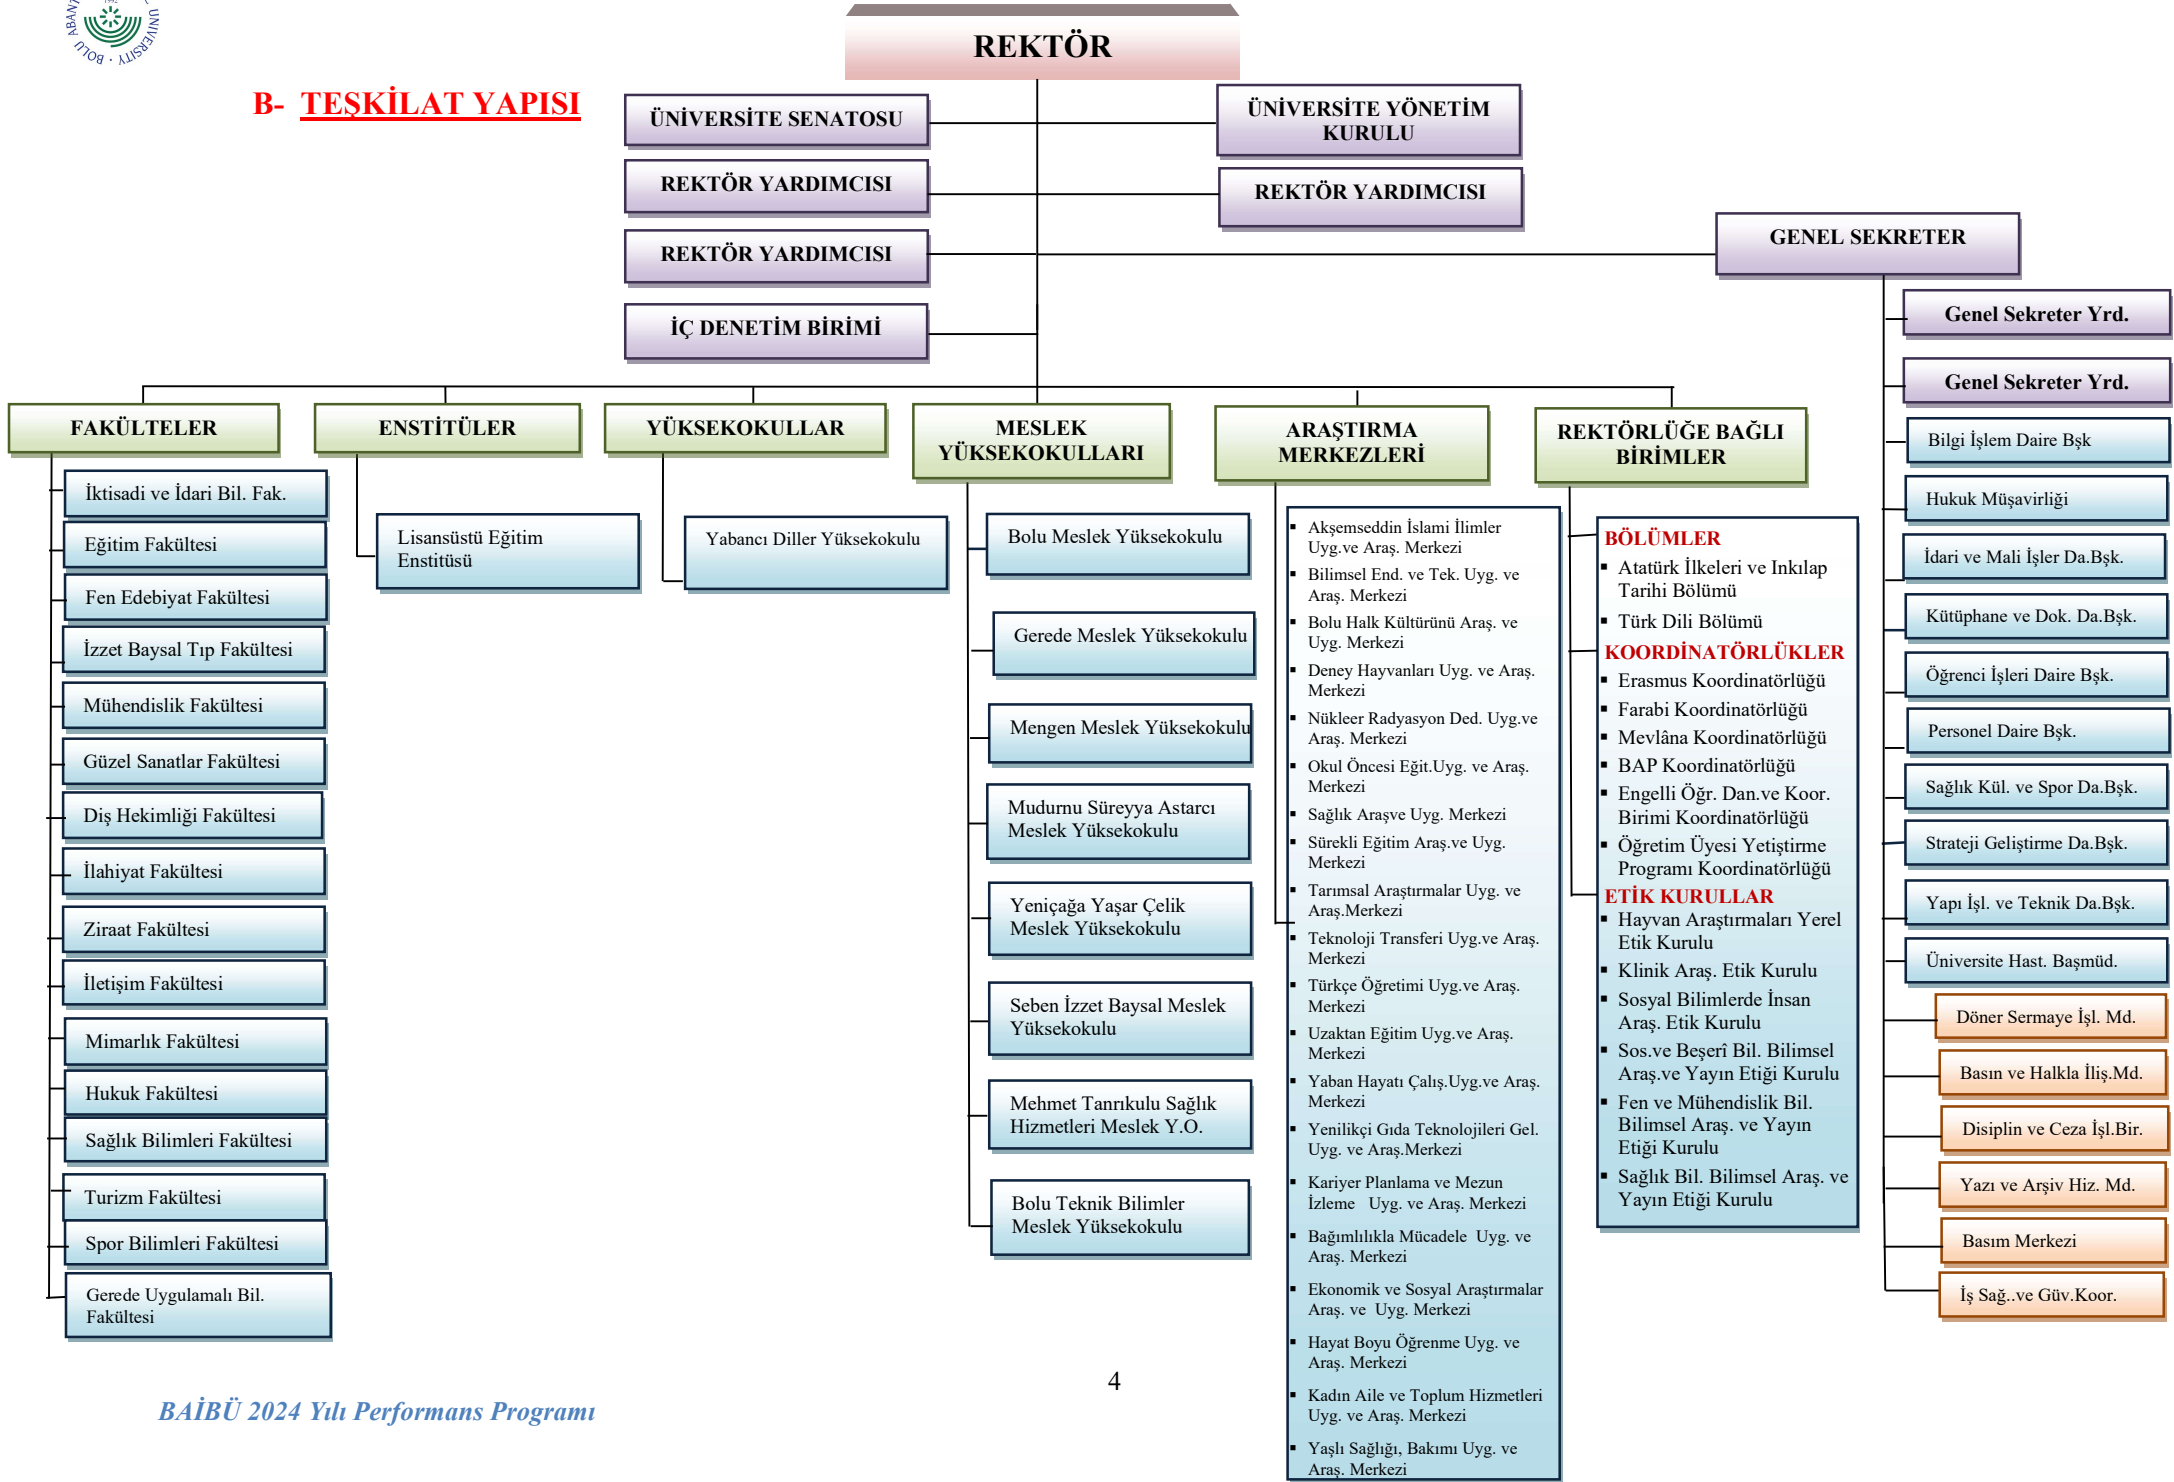 1992
ABANT
UNIVERSITY
BOLU
REKTÖR
B- TEŞKİLAT YAPISI
ÜNİVERSİTE SENATOSU
ÜNİVERSİTE YÖNETİM
KURULU
REKTÖR YARDIMCISI
REKTÖR YARDIMCISI
REKTÖR YARDIMCISI
GENEL SEKRETER
İÇ DENETİM BİRİMİ
FAKÜLTELER
İktisadi ve İdari Bil. Fak.
Eğitim Fakültesi
Fen Edebiyat Fakültesi
İzzet Baysal Tıp Fakültesi
Mühendislik Fakültesi
Güzel Sanatlar Fakültesi
Diş Hekimliği Fakültesi
İlahiyat Fakültesi
Ziraat Fakültesi
İletişim Fakültesi
Mimarlık Fakültesi
Hukuk Fakültesi
Sağlık Bilimleri Fakültesi
Turizm Fakültesi
Spor Bilimleri Fakültesi
Gerede Uygulamalı Bil.
Fakültesi
ENSTİTÜLER
Lisansüstü Eğitim
Enstitüsü
YÜKSEKOKULLAR
Yabancı Diller Yüksekokulu
MESLEK
YÜKSEKOKULLARI
Bolu Meslek Yüksekokulu
Gerede Meslek Yüksekokulu
Mengen Meslek Yüksekokulu
Mudurnu Süreyya Astarcı
Meslek Yüksekokulu
Yeniçağa Yaşar Çelik
Meslek Yüksekokulu
Seben İzzet Baysal Meslek
Yüksekokulu
Mehmet Tanrıkulu Sağlık
Hizmetleri Meslek Y.O.
Bolu Teknik Bilimler
Meslek Yüksekokulu
ARAŞTIRMA
MERKEZLERİ
▪ Akşemseddin İslami İlimler
Uyg.ve Araş. Merkezi
▪ Bilimsel End. ve Tek. Uyg. ve
Araş. Merkezi
▪ Bolu Halk Kültürünü Araş. ve
Uyg. Merkezi
▪ Deney Hayvanları Uyg. ve Araş.
Merkezi
▪ Nükleer Radyasyon Ded. Uyg.ve
Araş. Merkezi
▪ Okul Öncesi Eğit.Uyg. ve Araş.
Merkezi
▪ Sağlık Araşve Uyg. Merkezi
▪ Sürekli Eğitim Araş.ve Uyg.
Merkezi
▪ Tarımsal Araştırmalar Uyg. ve
Araş.Merkezi
▪ Teknoloji Transferi Uyg.ve Araş.
Merkezi
▪ Türkçe Öğretimi Uyg.ve Araş.
Merkezi
▪ Uzaktan Eğitim Uyg.ve Araş.
Merkezi
▪ Yaban Hayatı Çalış.Uyg.ve Araş.
Merkezi
▪ Yenilikçi Gıda Teknolojileri Gel.
Uyg. ve Araş.Merkezi
▪ Kariyer Planlama ve Mezun
İzleme Uyg. ve Araş. Merkezi
▪ Bağımlılıkla Mücadele Uyg. ve
Araş. Merkezi
▪ Ekonomik ve Sosyal Araştırmalar
Araş. ve Uyg. Merkezi
▪ Hayat Boyu Öğrenme Uyg. ve
Araş. Merkezi
▪ Kadın Aile ve Toplum Hizmetleri
Uyg. ve Araş. Merkezi
▪ Yaşlı Sağlığı, Bakımı Uyg. ve
Araş. Merkezi
REKTÖRLÜĞE BAĞLI
BİRİMLER
BÖLÜMLER
▪ Atatürk İlkeleri ve Inkılap
Tarihi Bölümü
▪ Türk Dili Bölümü
KOORDİNATÖRLÜKLER
▪ Erasmus Koordinatörlüğü
▪ Farabi Koordinatörlüğü
▪ Mevlâna Koordinatörlüğü
▪ BAP Koordinatörlüğü
▪ Engelli Öğr. Dan.ve Koor.
Birimi Koordinatörlüğü
▪ Öğretim Üyesi Yetiştirme
Programı Koordinatörlüğü
ETİK KURULLAR
▪ Hayvan Araştırmaları Yerel
Etik Kurulu
▪ Klinik Araş. Etik Kurulu
▪ Sosyal Bilimlerde İnsan
Araş. Etik Kurulu
▪ Sos.ve Beşerî Bil. Bilimsel
Araş.ve Yayın Etiği Kurulu
▪ Fen ve Mühendislik Bil.
Bilimsel Araş. ve Yayın
Etiği Kurulu
▪ Sağlık Bil. Bilimsel Araş. ve
Yayın Etiği Kurulu
Genel Sekreter Yrd.
Genel Sekreter Yrd.
Bilgi İşlem Daire Bşk
Hukuk Müşavirliği
İdari ve Mali İşler Da.Bşk.
Kütüphane ve Dok. Da.Bşk.
Öğrenci İşleri Daire Bşk.
Personel Daire Bşk.
Sağlık Kül. ve Spor Da.Bşk.
Strateji Geliştirme Da.Bşk.
Yapı İşl. ve Teknik Da.Bşk.
Üniversite Hast. Başmüd.
Döner Sermaye İşl. Md.
Basın ve Halkla İliş.Md.
Disiplin ve Ceza İşl.Bir.
Yazı ve Arşiv Hiz. Md.
Basım Merkezi
İş Sağ..ve Güv.Koor.
4
BAİBÜ 2024 Yılı Performans Programı